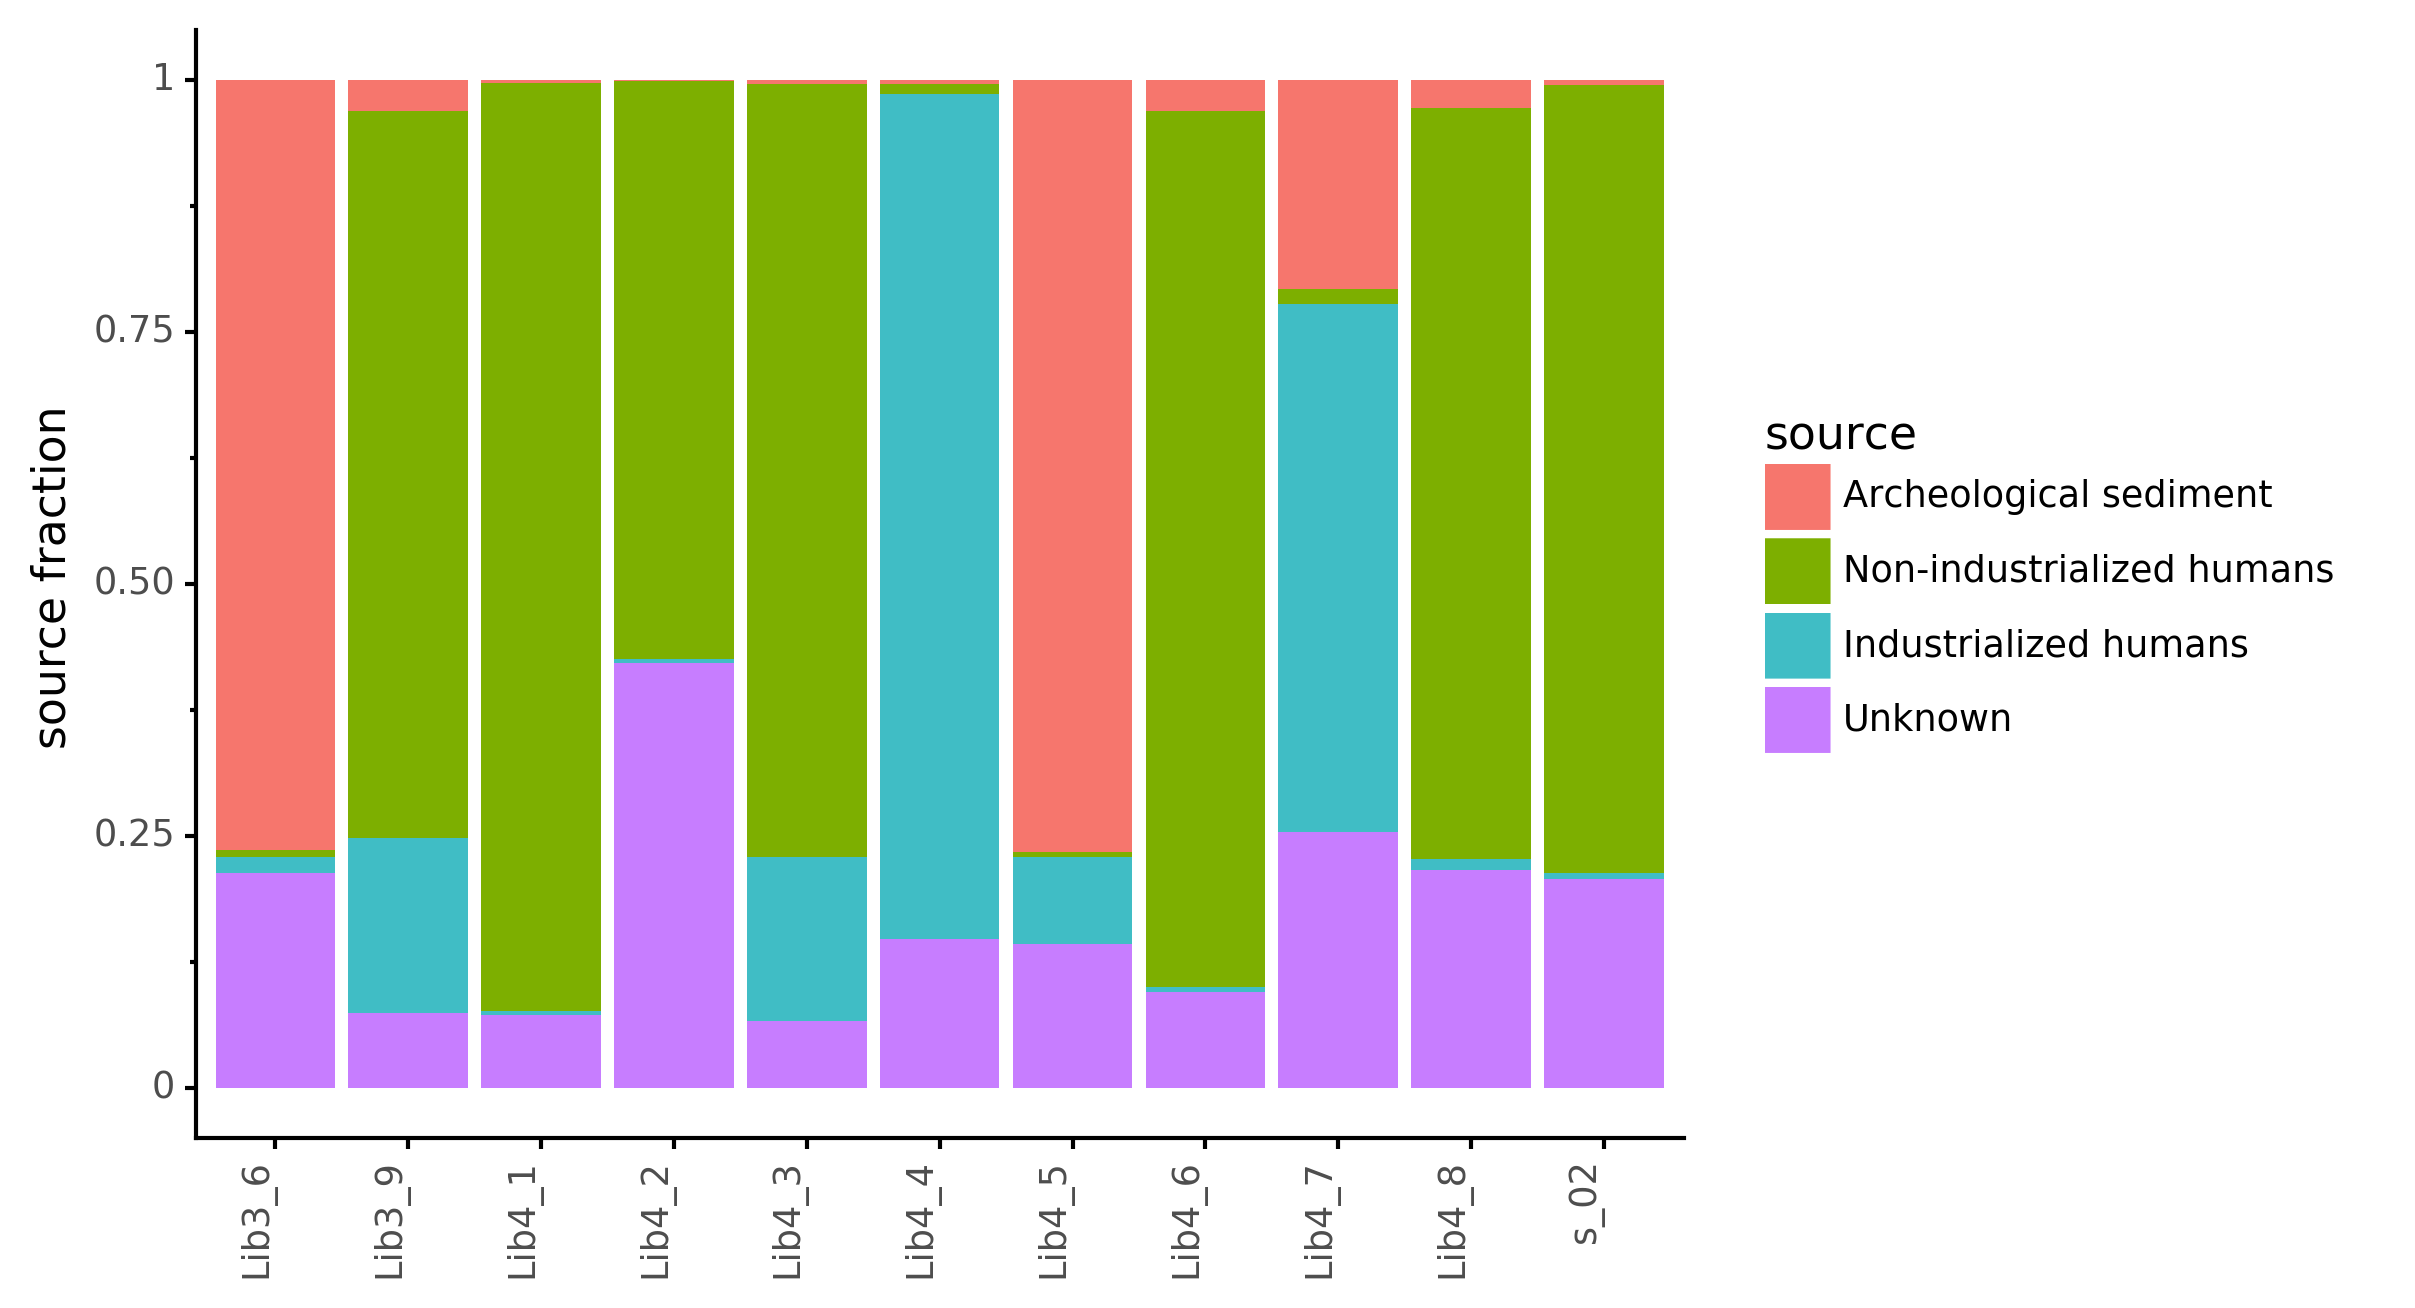 source fraction
1
0.75
0.50
0.25
0
Lib3_6
Lib3_9
Lib4_1
Lib4_2
Lib4_3
Lib4_4
Lib4_5
Lib4_6
Lib4_7
Lib4_8
s_02
source
Archeological sediment
Non-industrialized humans
Industrialized humans
Unknown